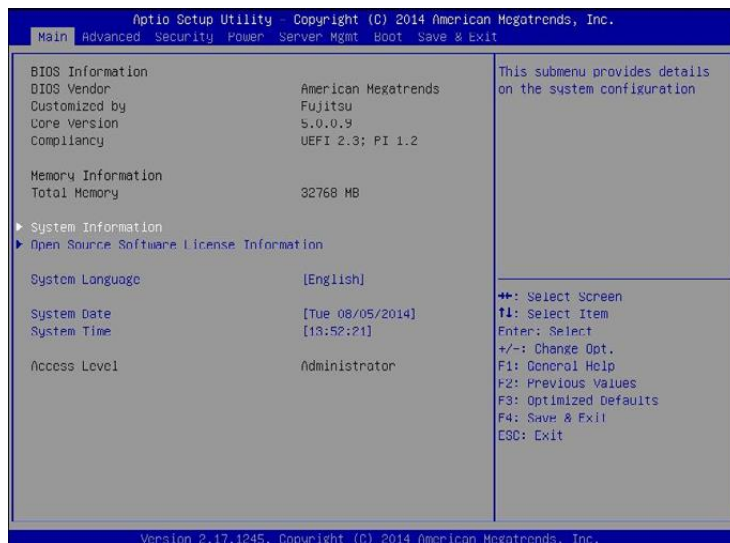 Aptio Setup Utility - Copyright (C) 2014 American Megatrends, Inc.
Main Advanced Security Power Server Mgmt Boot Save & Exit
BIOS Information
BIOS Vendor American Megatrends
Customized by Fujitsu
Core Version 5.0.0.9
Compliancy UEFI 2.3; PI 1.2
Memory Information
Total Memory 32768 MB
System Information
Open Source Software License Information
System Language [English]
System Date [Tue 08/05/2014]
System Time [13:52:21]
Access Level Administrator
This submenu provides details
on the system configuration
: Select Screen
↑↓: Select Item
Enter: Select
+/-: Change Opt.
F1: General Help
F2: Previous Values
F3: Optimized Defaults
F4: Save & Exit
ESC: Exit
Version 2.17.1245. Copyright (C) 2014 American Megatrends, Inc.